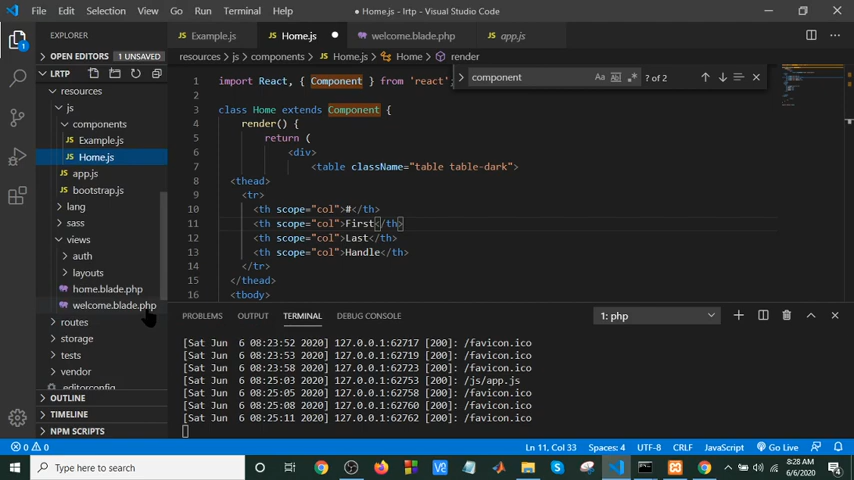 File Edit Selection View Go Run Terminal Help
● Home.js - lrtp - Visual Studio Code
EXPLORER
Example.js
Home.js ●
welcome.blade.php
app.js
OPEN EDITORS 1 UNSAVED
resources > js > components > Home.js > Home > render
LRTP
resources
js
components
Example.js
Home.js
app.js
bootstrap.js
lang
sass
views
auth
layouts
home.blade.php
welcome.blade.php
routes
storage
tests
vendor
.editorconfig
OUTLINE
TIMELINE
NPM SCRIPTS
component
Aa
? of 2
1 import React, { Component } from 'react';
2
3 class Home extends Component {
4 render() {
5 return (
6 <div>
7 <table className="table table-dark">
8 <thead>
9 <tr>
10 <th scope="col">#</th>
11 <th scope="col">First</th>
12 <th scope="col">Last</th>
13 <th scope="col">Handle</th>
14 </tr>
15 </thead>
16 <tbody>
PROBLEMS OUTPUT TERMINAL DEBUG CONSOLE
1: php
[Sat Jun 6 08:23:52 2020] 127.0.0.1:62717 [200]: /favicon.ico
[Sat Jun 6 08:23:53 2020] 127.0.0.1:62719 [200]: /favicon.ico
[Sat Jun 6 08:23:58 2020] 127.0.0.1:62723 [200]: /favicon.ico
[Sat Jun 6 08:25:03 2020] 127.0.0.1:62753 [200]: /js/app.js
[Sat Jun 6 08:25:05 2020] 127.0.0.1:62758 [200]: /favicon.ico
[Sat Jun 6 08:25:08 2020] 127.0.0.1:62760 [200]: /favicon.ico
[Sat Jun 6 08:25:11 2020] 127.0.0.1:62762 [200]: /favicon.ico
0 0
Ln 11, Col 33 Spaces: 4 UTF-8 CRLF JavaScript Go Live
Type here to search
8:28 AM
6/6/2020